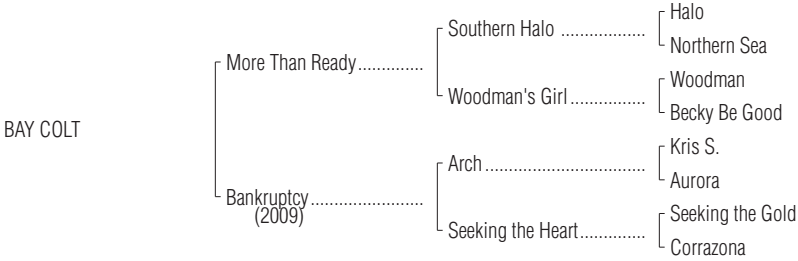 Halo
Southern Halo ..................
Northern Sea
More Than Ready..............
Woodman
Woodman's Girl ................
Becky Be Good
BAY COLT
Kris S.
Arch ..................................
Aurora
Bankruptcy ........................
(2009)
Seeking the Gold
Seeking the Heart..............
Corrazona